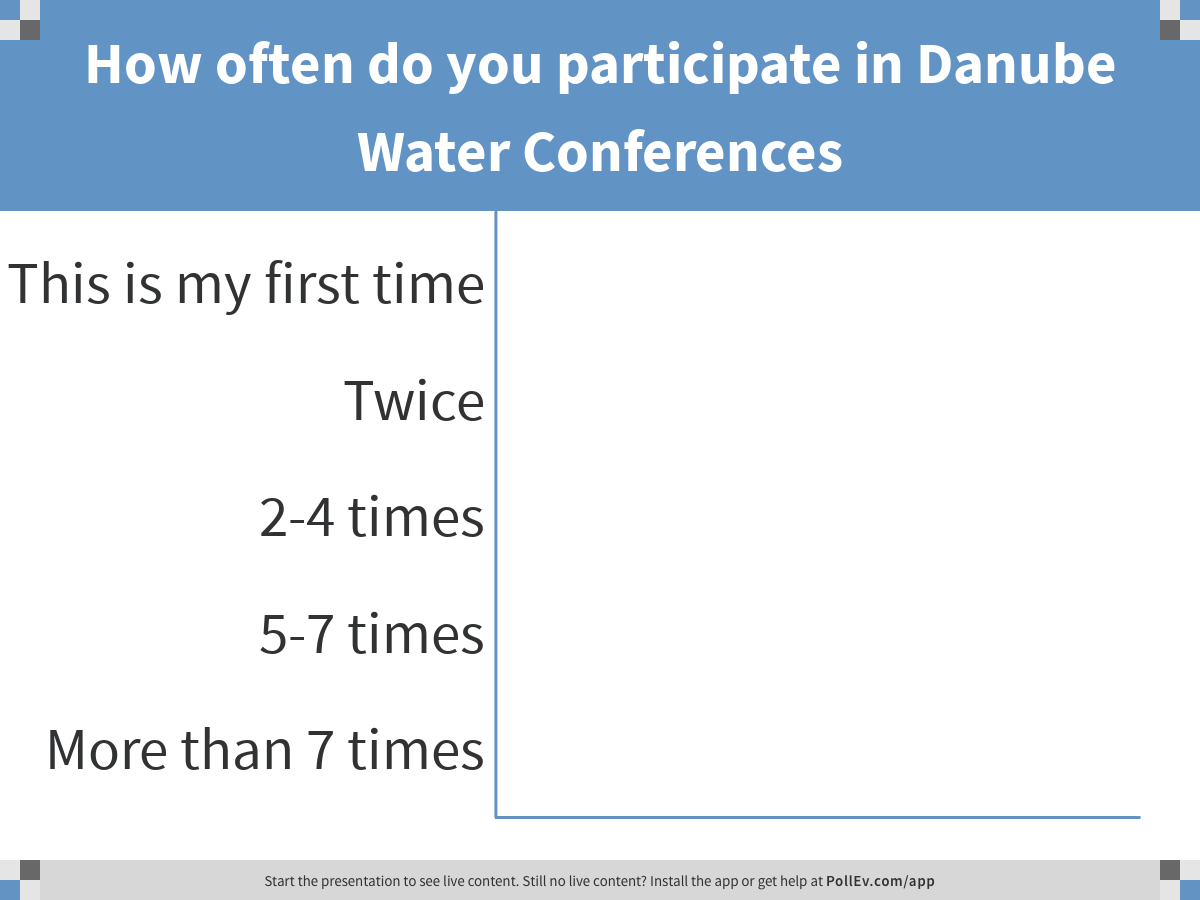 How often do you participate in Danube
Water Conferences
This is my first time
Twice
2-4 times
5-7 times
More than 7 times
Start the presentation to see live content. Still no live content? Install the app or get help at PollEv.com/app